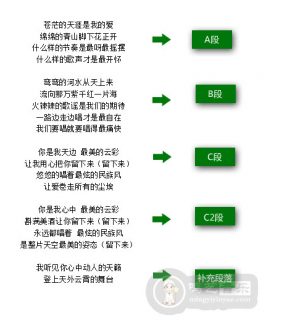 苍茫的天涯是我的爱
绵绵的青山脚下花正开
什么样的节奏是最呀最摇摆
什么样的歌声才是最开怀
A段
弯弯的河水从天上来
流向那万紫千红一片海
火辣辣的歌谣是我们的期待
一路边走边唱才是最自在
我们要唱就要唱得最痛快
B段
你是我天边 最美的云彩
让我用心把你留下来（留下来）
悠悠的唱着最炫的民族风
让爱卷走所有的尘埃
C段
你是我心中 最美的云彩
斟满美酒让你留下来（留下来）
永远都唱着 最炫的民族风
是整片天空最美的姿态（留下来）
C2段
我听见你心中动人的天籁
登上天外云霄的舞台
补充段落